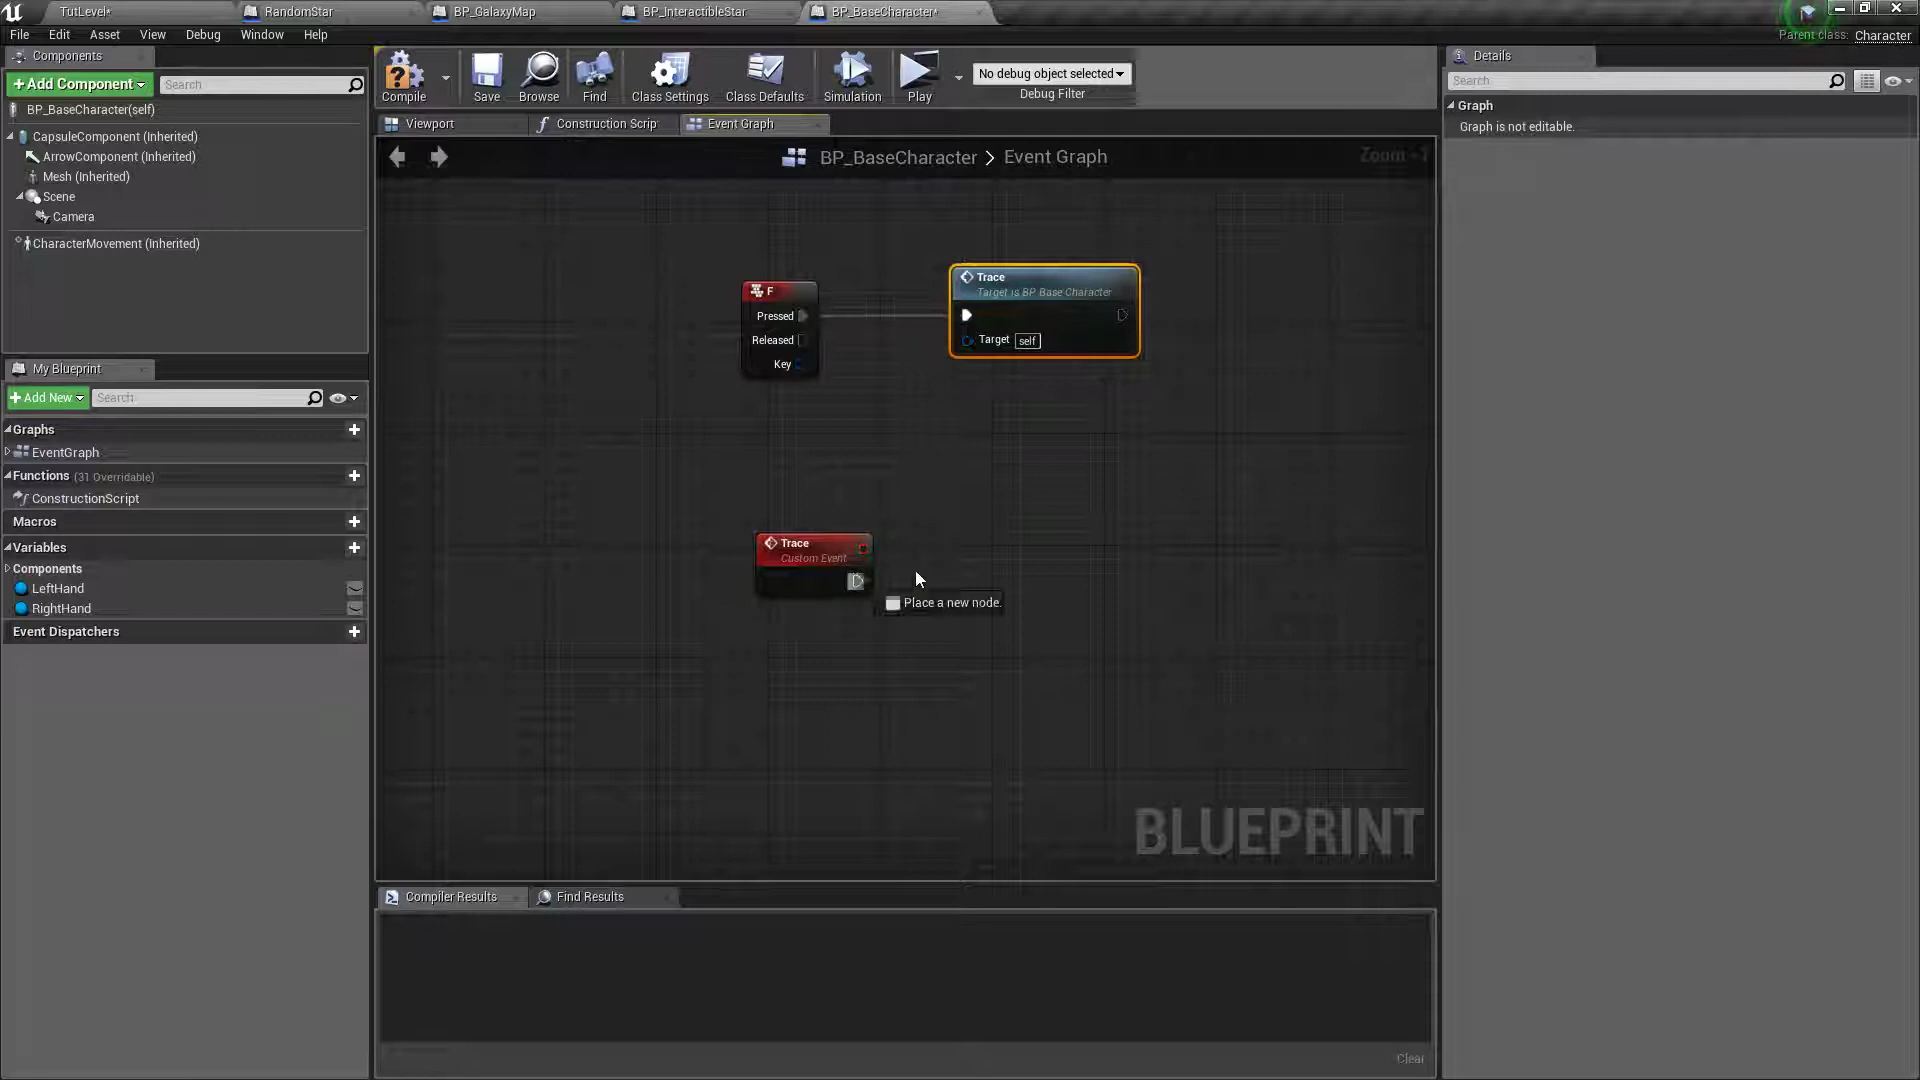 TutLevel*
RandomStar
BP_GalaxyMap
BP_InteractibleStar
BP_BaseCharacter*
File Edit Asset View Debug Window Help
Parent class: Character
Components
+Add Component
Search
BP_BaseCharacter(self)
CapsuleComponent (Inherited)
ArrowComponent (Inherited)
Mesh (Inherited)
Scene
Camera
CharacterMovement (Inherited)
My Blueprint
+Add New
Search
Graphs
EventGraph
Functions (31 Overridable)
ConstructionScript
Macros
Variables
Components
LeftHand
RightHand
Event Dispatchers
Compile
Save
Browse
Find
Class Settings
Class Defaults
Simulation
Play
No debug object selected
Debug Filter
Viewport
Construction Scrip
Event Graph
BP_BaseCharacter > Event Graph
Zoom -1
F
Pressed
Released
Key
Trace
Target is BP Base Character
Target self
Trace
Custom Event
Place a new node.
BLUEPRINT
Compiler Results
Find Results
Clear
Details
Search
Graph
Graph is not editable.